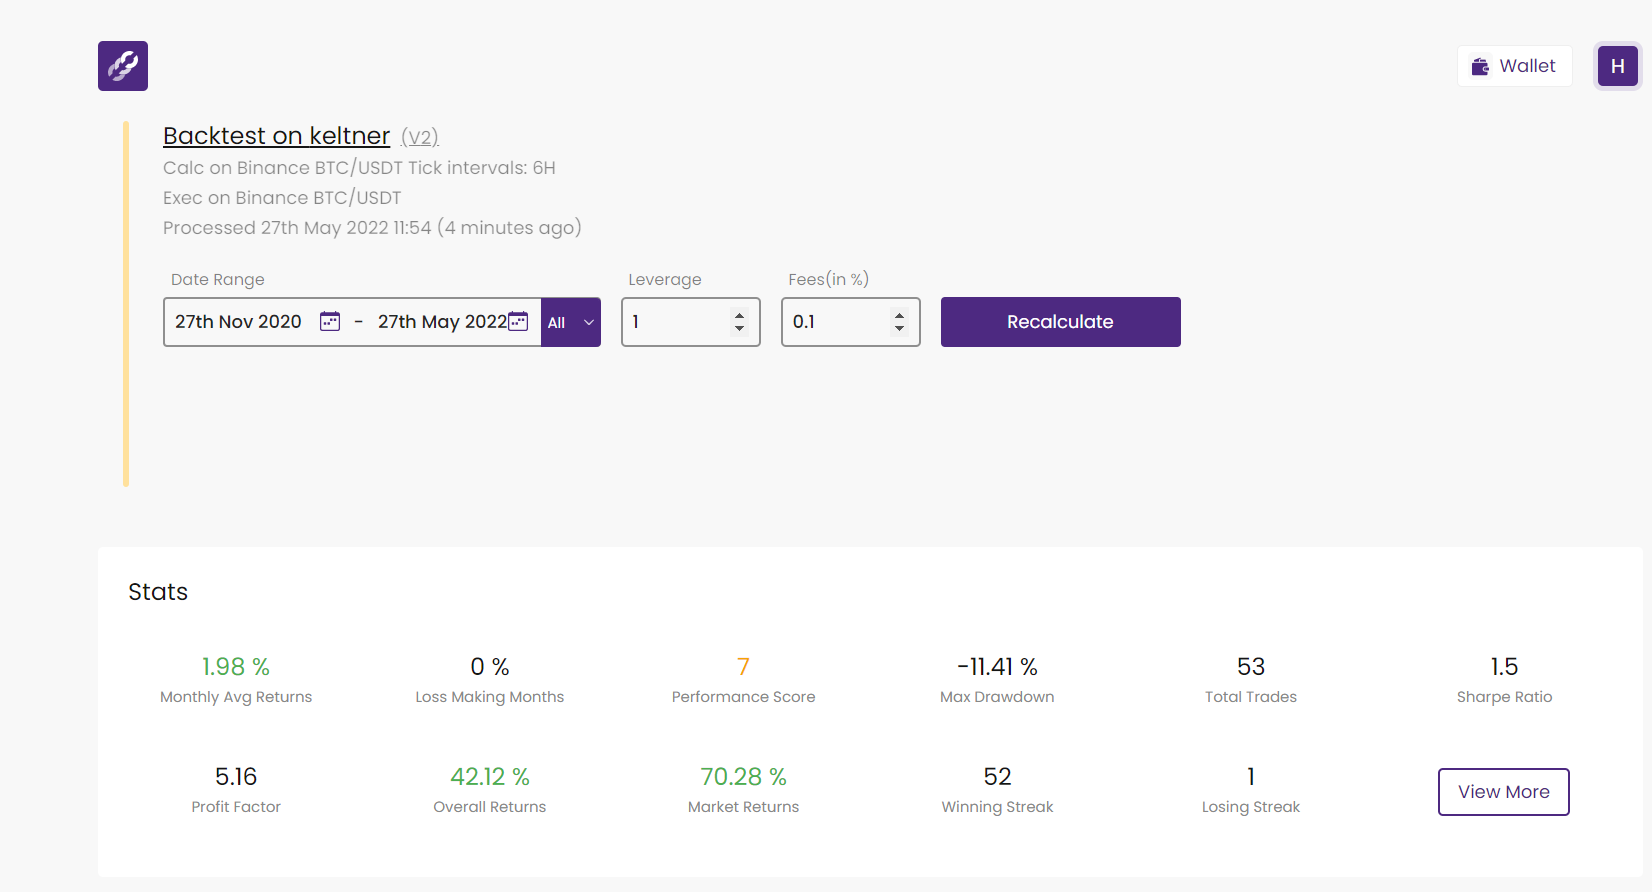 Wallet
H
Backtest on keltner (V2)
Calc on Binance BTC/USDT Tick intervals: 6H
Exec on Binance BTC/USDT
Processed 27th May 2022 11:54 (4 minutes ago)
Date Range
Leverage
Fees(in %)
27th Nov 2020 - 27th May 2022 All
1
0.1
Recalculate
Stats
1.98 %
Monthly Avg Returns
0 %
Loss Making Months
7
Performance Score
-11.41 %
Max Drawdown
53
Total Trades
1.5
Sharpe Ratio
5.16
Profit Factor
42.12 %
Overall Returns
70.28 %
Market Returns
52
Winning Streak
1
Losing Streak
View More